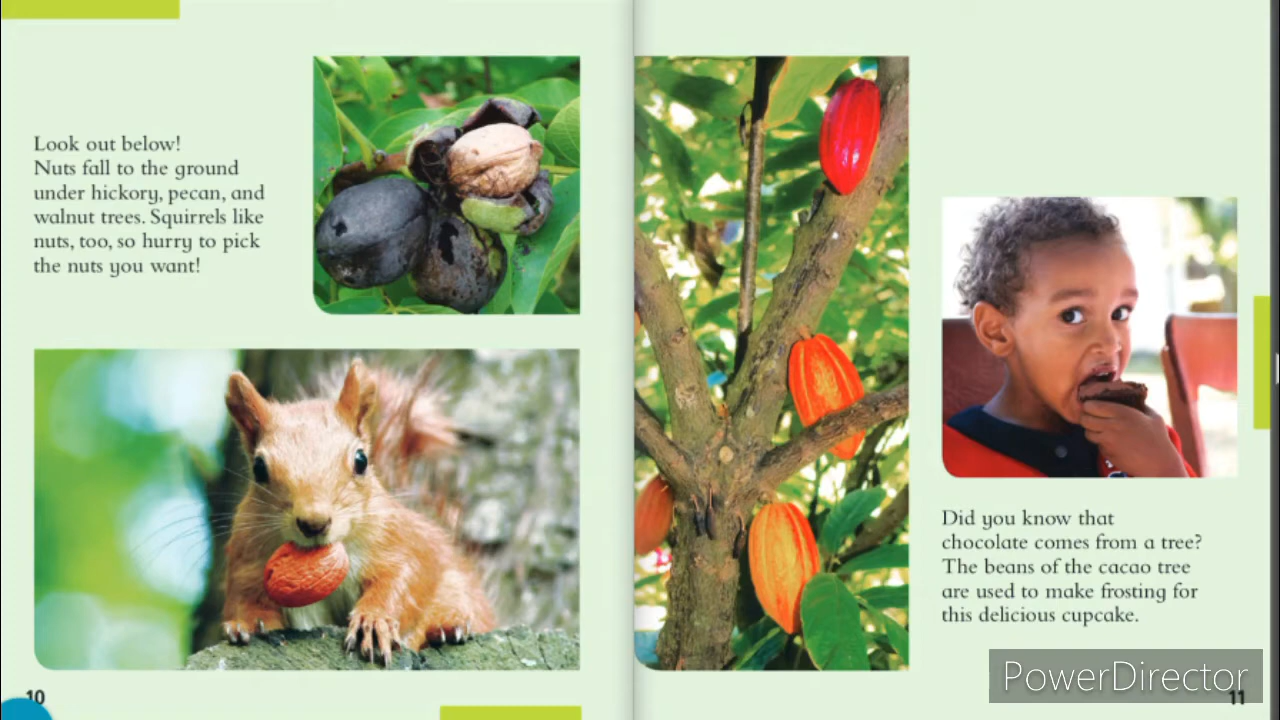 Look out below!
Nuts fall to the ground
under hickory, pecan, and
walnut trees. Squirrels like
nuts, too, so hurry to pick
the nuts you want!
10
Did you know that
chocolate comes from a tree?
The beans of the cacao tree
are used to make frosting for
this delicious cupcake.
PowerDirector
11